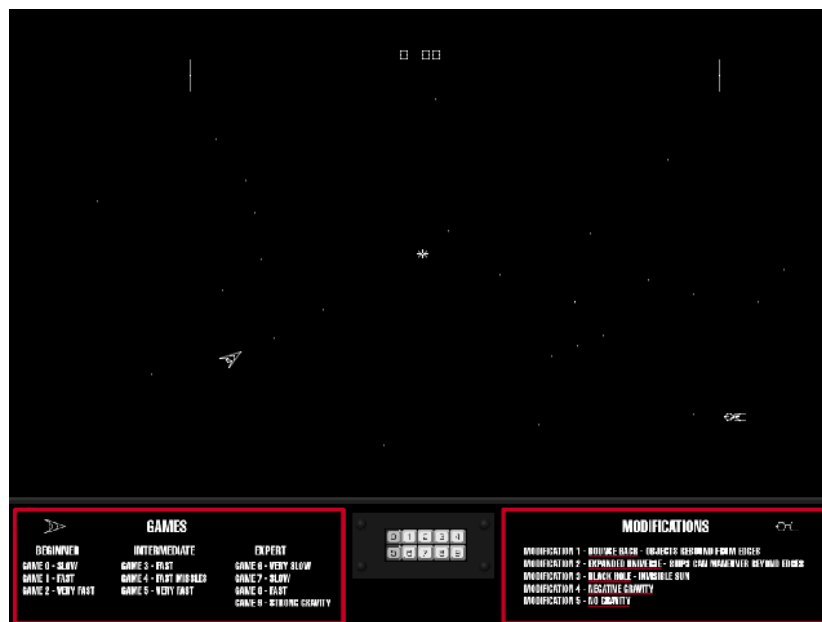 0 00
GAMES
BEGINNER INTERMEDIATE EXPERT
GAME 0 - SLOW GAME 3 - FAST GAME 6 - VERY SLOW
GAME 1 - FAST GAME 4 - FAST MISSILES GAME 7 - SLOW
GAME 2 - VERY FAST GAME 5 - VERY FAST GAME 8 - FAST
GAME 9 - STRONG GRAVITY
0 1 2 3 4
5 6 7 8 9
MODIFICATIONS
MODIFICATION 1 - BOUNCE BACK - OBJECTS REBOUND FROM EDGES
MODIFICATION 2 - EXPANDED UNIVERSE - SHIPS CAN MANEUVER BEYOND EDGES
MODIFICATION 3 - BLACK HOLE - INVISIBLE SUN
MODIFICATION 4 - NEGATIVE GRAVITY
MODIFICATION 5 - NO GRAVITY